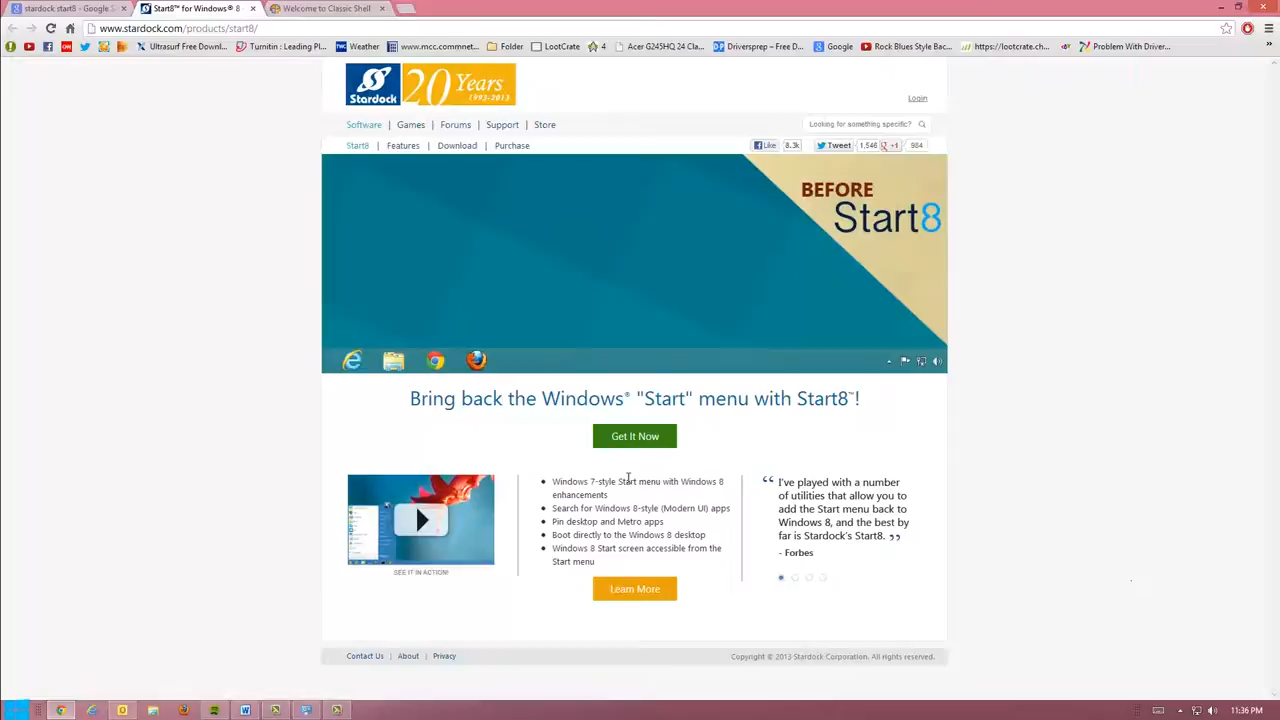 stardock start8 - Google S
Start8™ for Windows® 8 -
Welcome to Classic Shell
www.stardock.com/products/start8/
Ultrasurf Free Downl...
Turnitin : Leading Pl...
Weather
www.mcc.commnet...
Folder
LootCrate
4
Acer G245HQ 24 Clas...
Driversprep – Free D...
Google
Rock Blues Style Bac...
https://lootcrate.ch...
Problem With Driver...
Stardock
20 Years
1993-2013
Login
Software | Games | Forums | Support | Store
Looking for something specific?
Start8 | Features | Download | Purchase
Like 8.3k Tweet 1,546 +1 984
BEFORE
Start8
Bring back the Windows® "Start" menu with Start8™!
Get It Now
SEE IT IN ACTION!
Windows 7-style Start menu with Windows 8
enhancements
Search for Windows 8-style (Modern UI) apps
Pin desktop and Metro apps
Boot directly to the Windows 8 desktop
Windows 8 Start screen accessible from the
Start menu
Learn More
“ I've played with a number
of utilities that allow you to
add the Start menu back to
Windows 8, and the best by
far is Stardock's Start8. ”
- Forbes
Contact Us | About | Privacy
Copyright © 2013 Stardock Corporation. All rights reserved.
11:36 PM